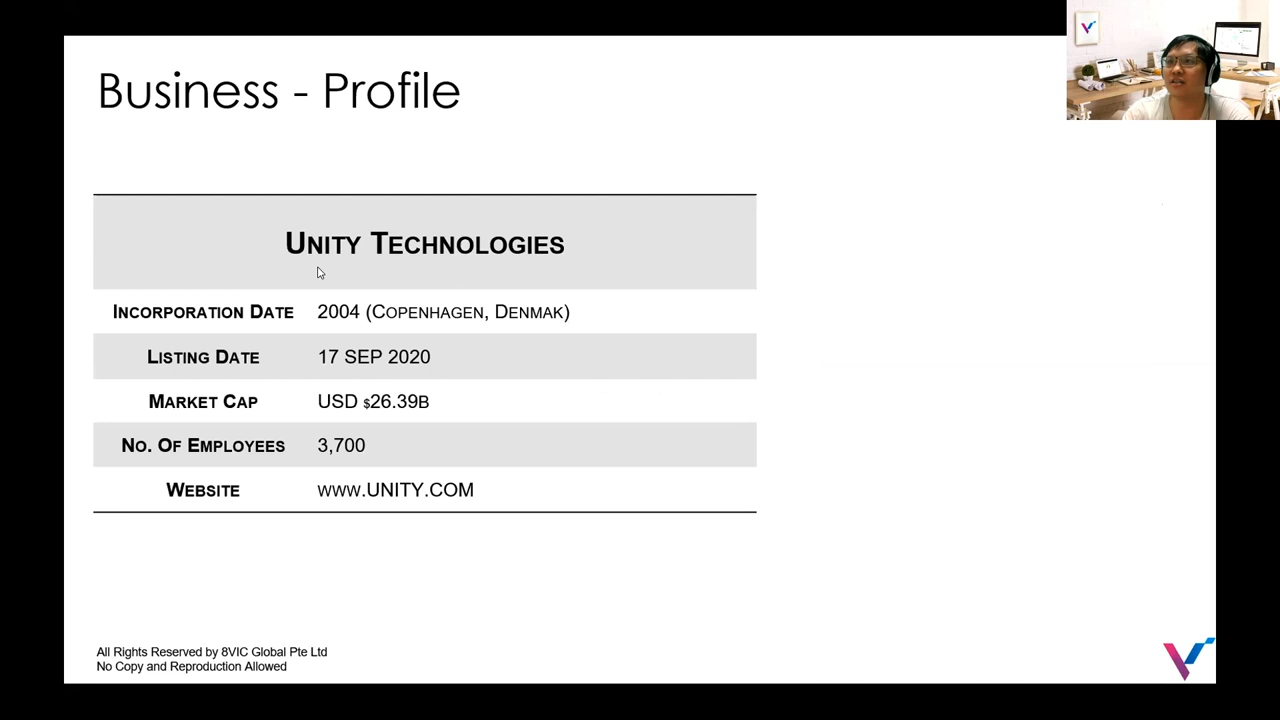 Business - Profile
UNITY TECHNOLOGIES
INCORPORATION DATE 2004 (COPENHAGEN, DENMAK)
LISTING DATE 17 SEP 2020
MARKET CAP USD $26.39B
NO. OF EMPLOYEES 3,700
WEBSITE WWW.UNITY.COM
All Rights Reserved by 8VIC Global Pte Ltd
No Copy and Reproduction Allowed